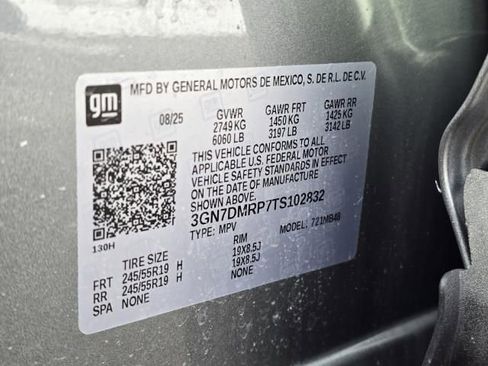 MFD BY GENERAL MOTORS DE MEXICO, S. DE R.L. DE C.V.
gm
08/25 GVWR GAWR FRT GAWR RR
2749 KG 1450 KG 1425 KG
6060 LB 3197 LB 3142 LB
THIS VEHICLE CONFORMS TO ALL
APPLICABLE U.S. FEDERAL MOTOR
VEHICLE SAFETY STANDARDS IN EFFECT
ON THE DATE OF MANUFACTURE
SHOWN ABOVE.
3GN7DMRP7TS102832
TYPE: MPV MODEL: 721MB48
130H
TIRE SIZE RIM
FRT 245/55R19 H 19X8.5J
RR 245/55R19 H 19X8.5J
SPA NONE NONE